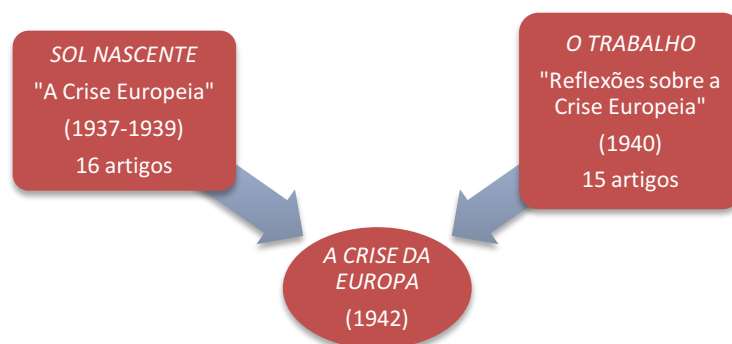 SOL NASCENTE
"A Crise Europeia"
(1937-1939)
16 artigos
O TRABALHO
"Reflexões sobre a
Crise Europeia"
(1940)
15 artigos
A CRISE DA
EUROPA
(1942)